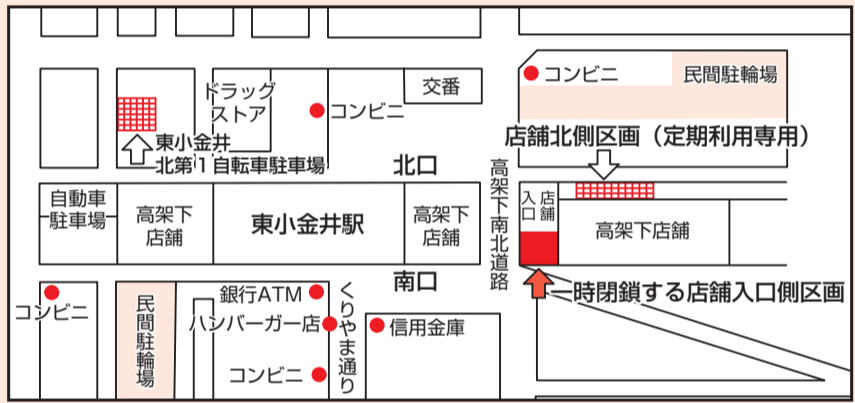 コンビニ
民間駐輪場
交番
ドラッグ
ストア
コンビニ
店舗北側区画（定期利用専用）
東小金井
北第１自転車駐車場
北口
高架下南北道路
自動車
駐車場
高架下
店舗
東小金井駅
高架下
店舗
店舗
入口
高架下店舗
南口
一時閉鎖する店舗入口側区画
コンビニ
民間駐輪場
銀行ATM
ハンバーガー店
コンビニ
くりやま通り
信用金庫